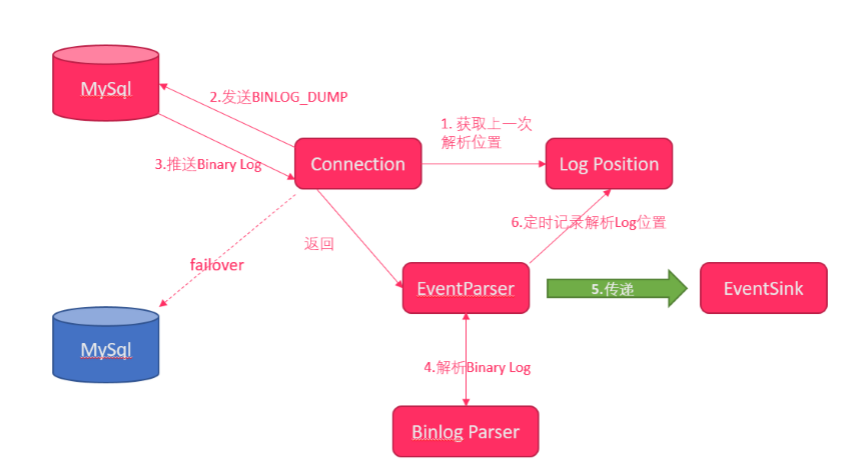 MySql
2.发送BINLOG_DUMP
1. 获取上一次
解析位置
3.推送Binary Log
Connection
Log Position
6.定时记录解析Log位置
返回
failover
EventParser
5.传递
EventSink
MySql
4.解析Binary Log
Binlog Parser